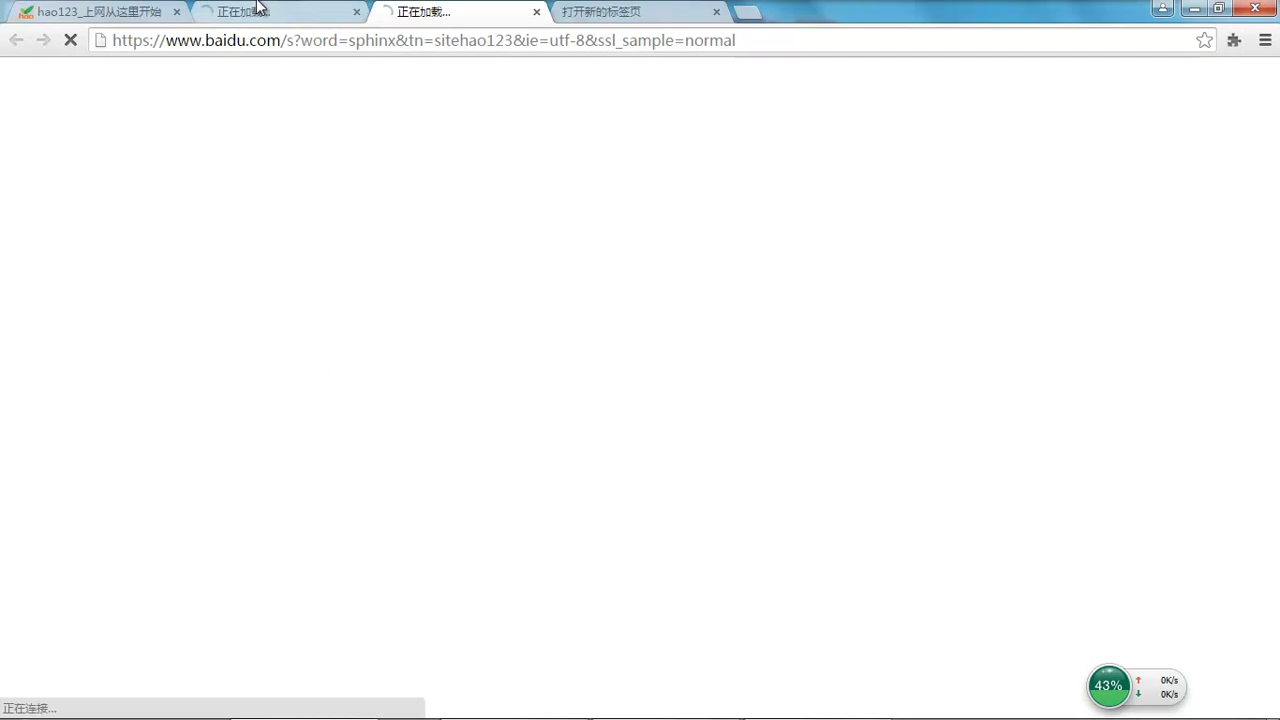 hao123_上网从这里开始
正在加载...
正在加载...
打开新的标签页
https://www.baidu.com/s?word=sphinx&tn=sitehao123&ie=utf-8&ssl_sample=normal
43%
0K/s
0K/s
正在连接...